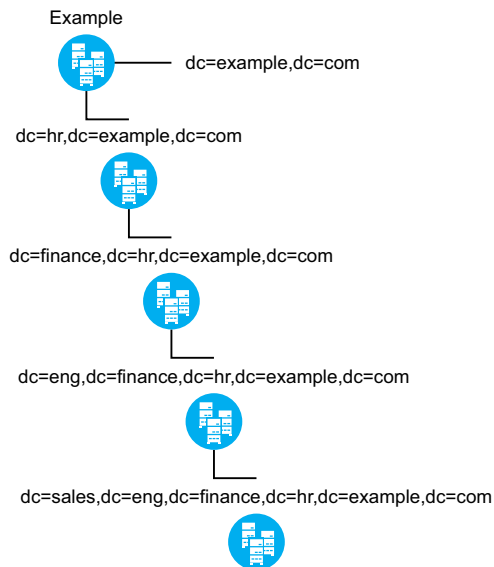 Example
dc=example,dc=com
dc=hr,dc=example,dc=com
dc=finance,dc=hr,dc=example,dc=com
dc=eng,dc=finance,dc=hr,dc=example,dc=com
dc=sales,dc=eng,dc=finance,dc=hr,dc=example,dc=com